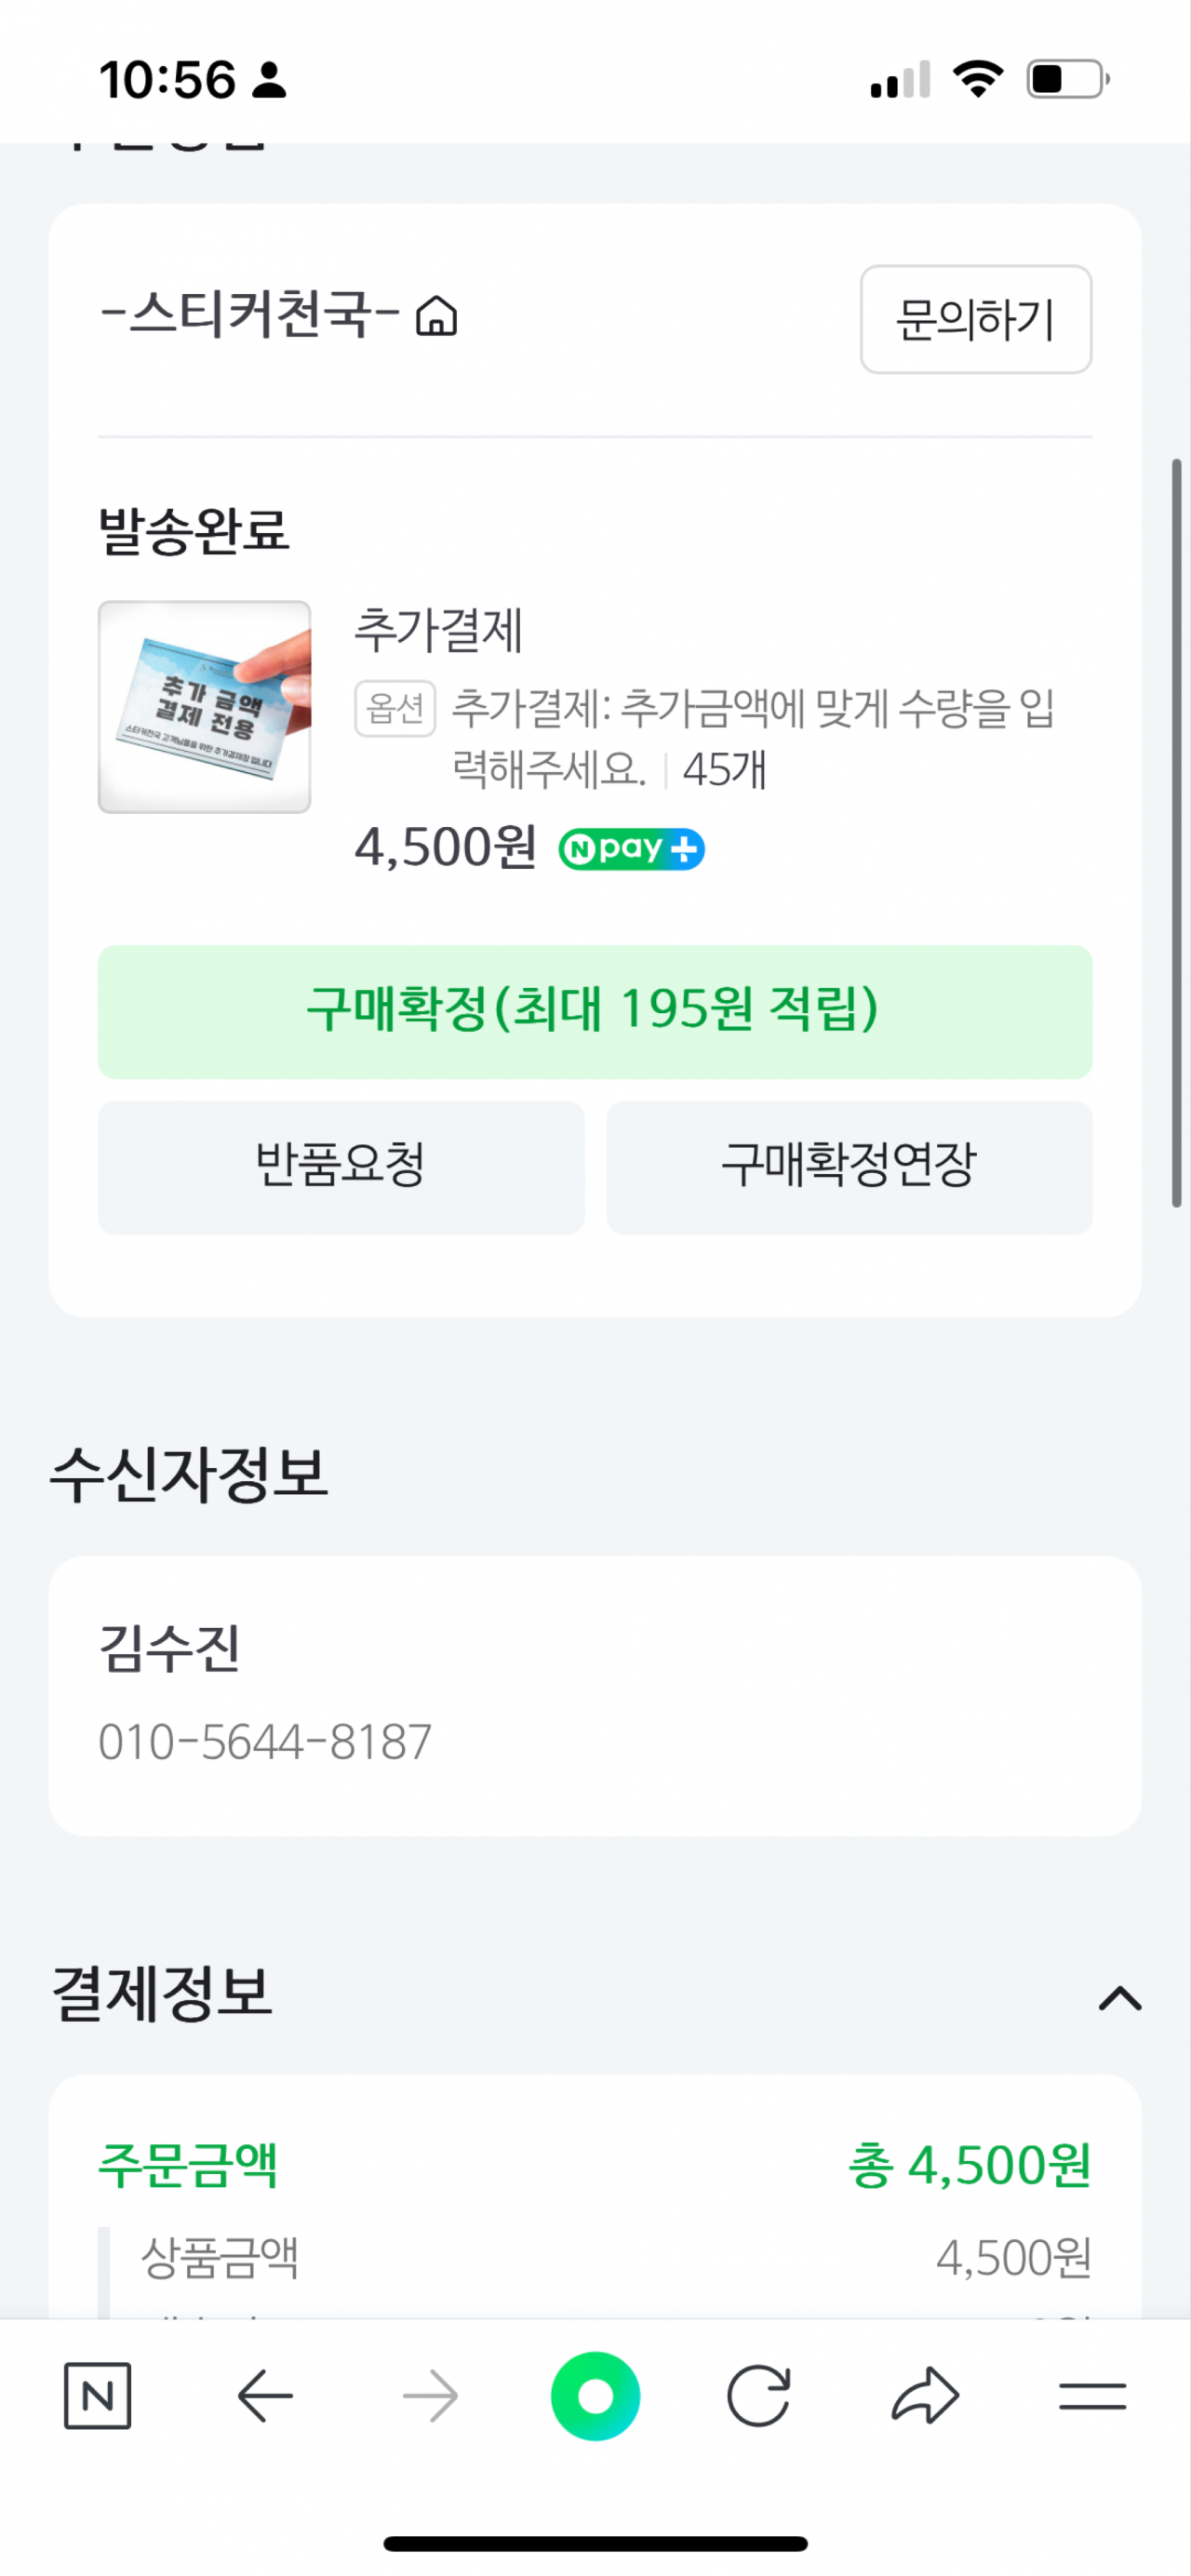 10:56
-스티커천국-
문의하기
발송완료
추가 금액
결제 전용
스티커천국 고객님들을 위한 추가결제창 입니다
추가결제
옵션 추가결제: 추가금액에 맞게 수량을 입
력해주세요. | 45개
4,500원 N pay +
구매확정(최대 195원 적립)
반품요청
구매확정연장
수신자정보
김수진
010-5644-8187
결제정보
주문금액 총 4,500원
상품금액 4,500원
N